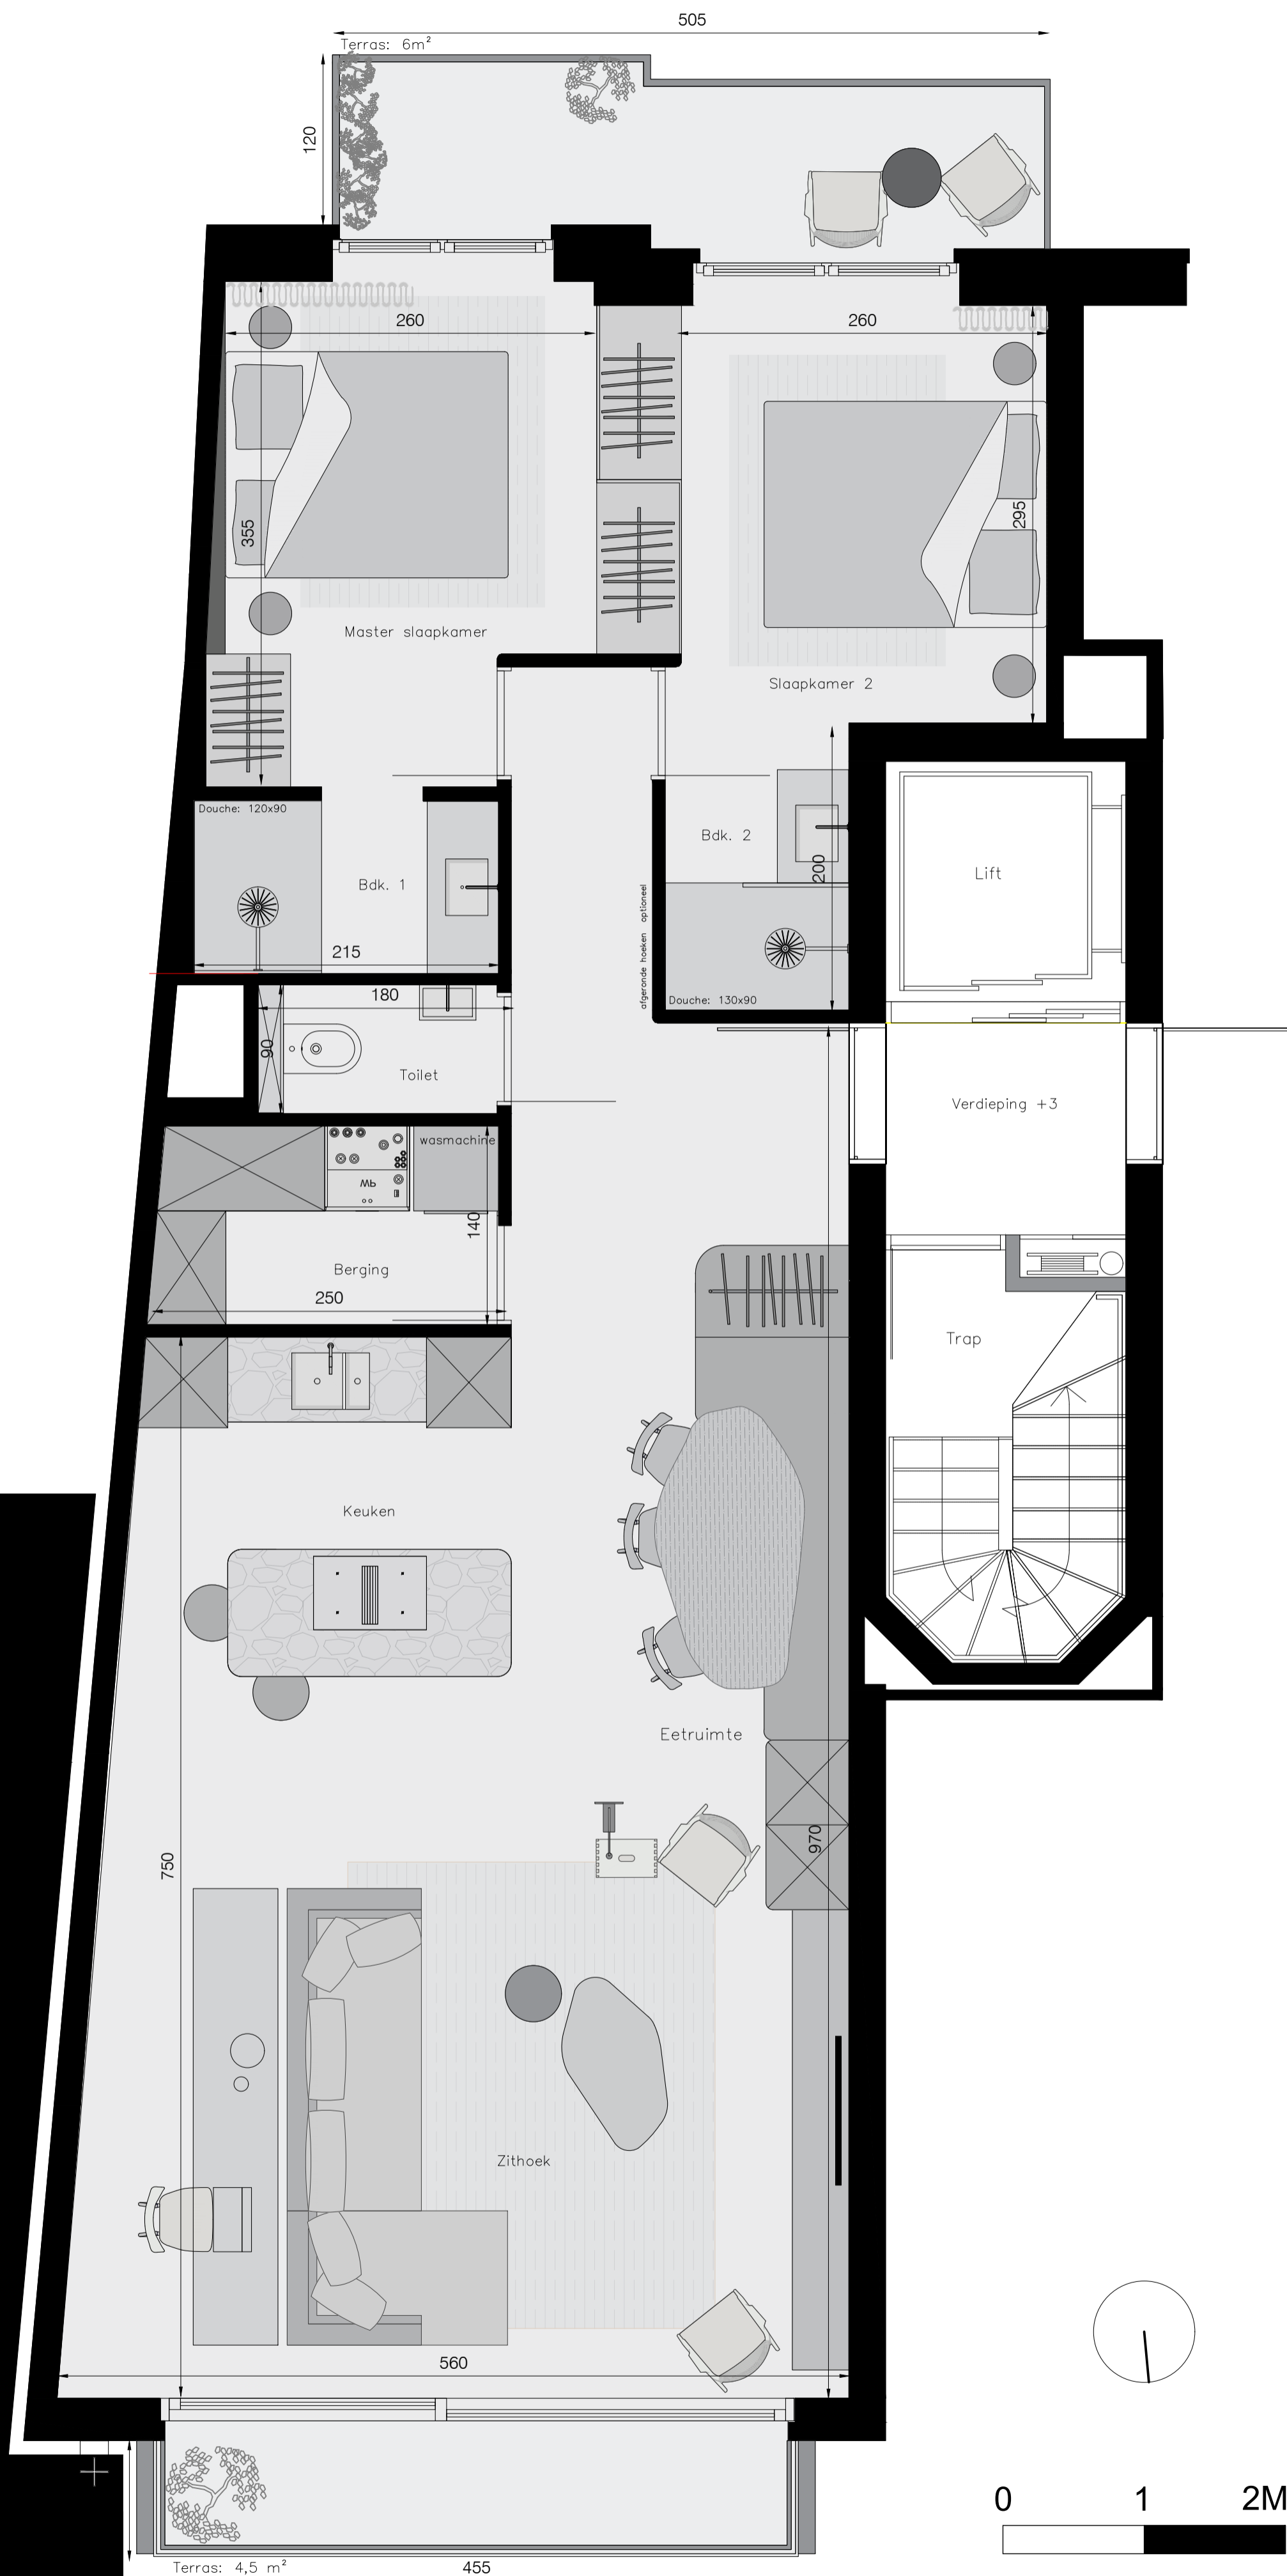 505
Terras: 6m²
120
260
260
355
295
Master slaapkamer
Slaapkamer 2
Douche: 120x90
Bdk. 2
200
Lift
Bdk. 1
afgeronde hoeken optioneel
215
180
Douche: 130x90
90
Toilet
Verdieping +3
wasmachine
Wb
140
Berging
250
Trap
Keuken
Eetruimte
970
750
Zithoek
560
0 1 2M
Terras: 4,5 m²
455